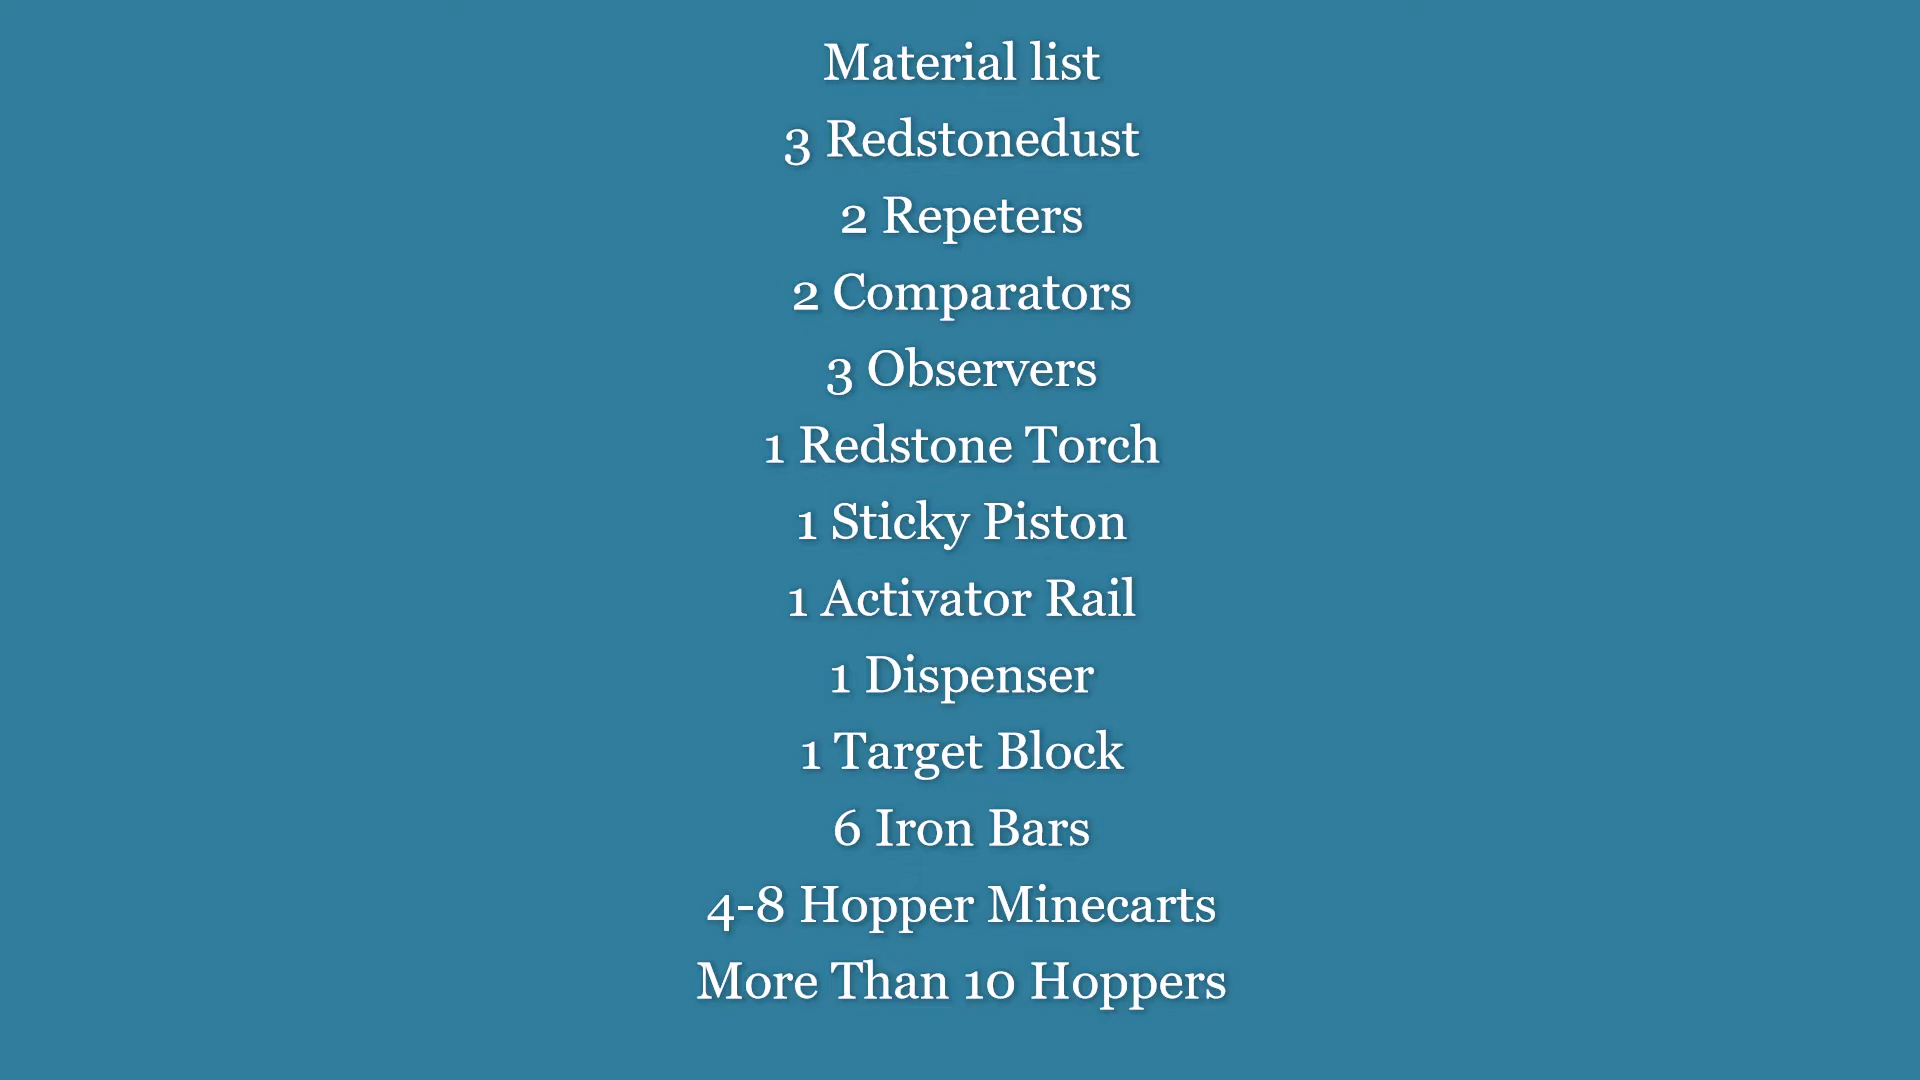 Material list
3 Redstonedust
2 Repeters
2 Comparators
3 Observers
1 Redstone Torch
1 Sticky Piston
1 Activator Rail
1 Dispenser
1 Target Block
6 Iron Bars
4-8 Hopper Minecarts
More Than 10 Hoppers